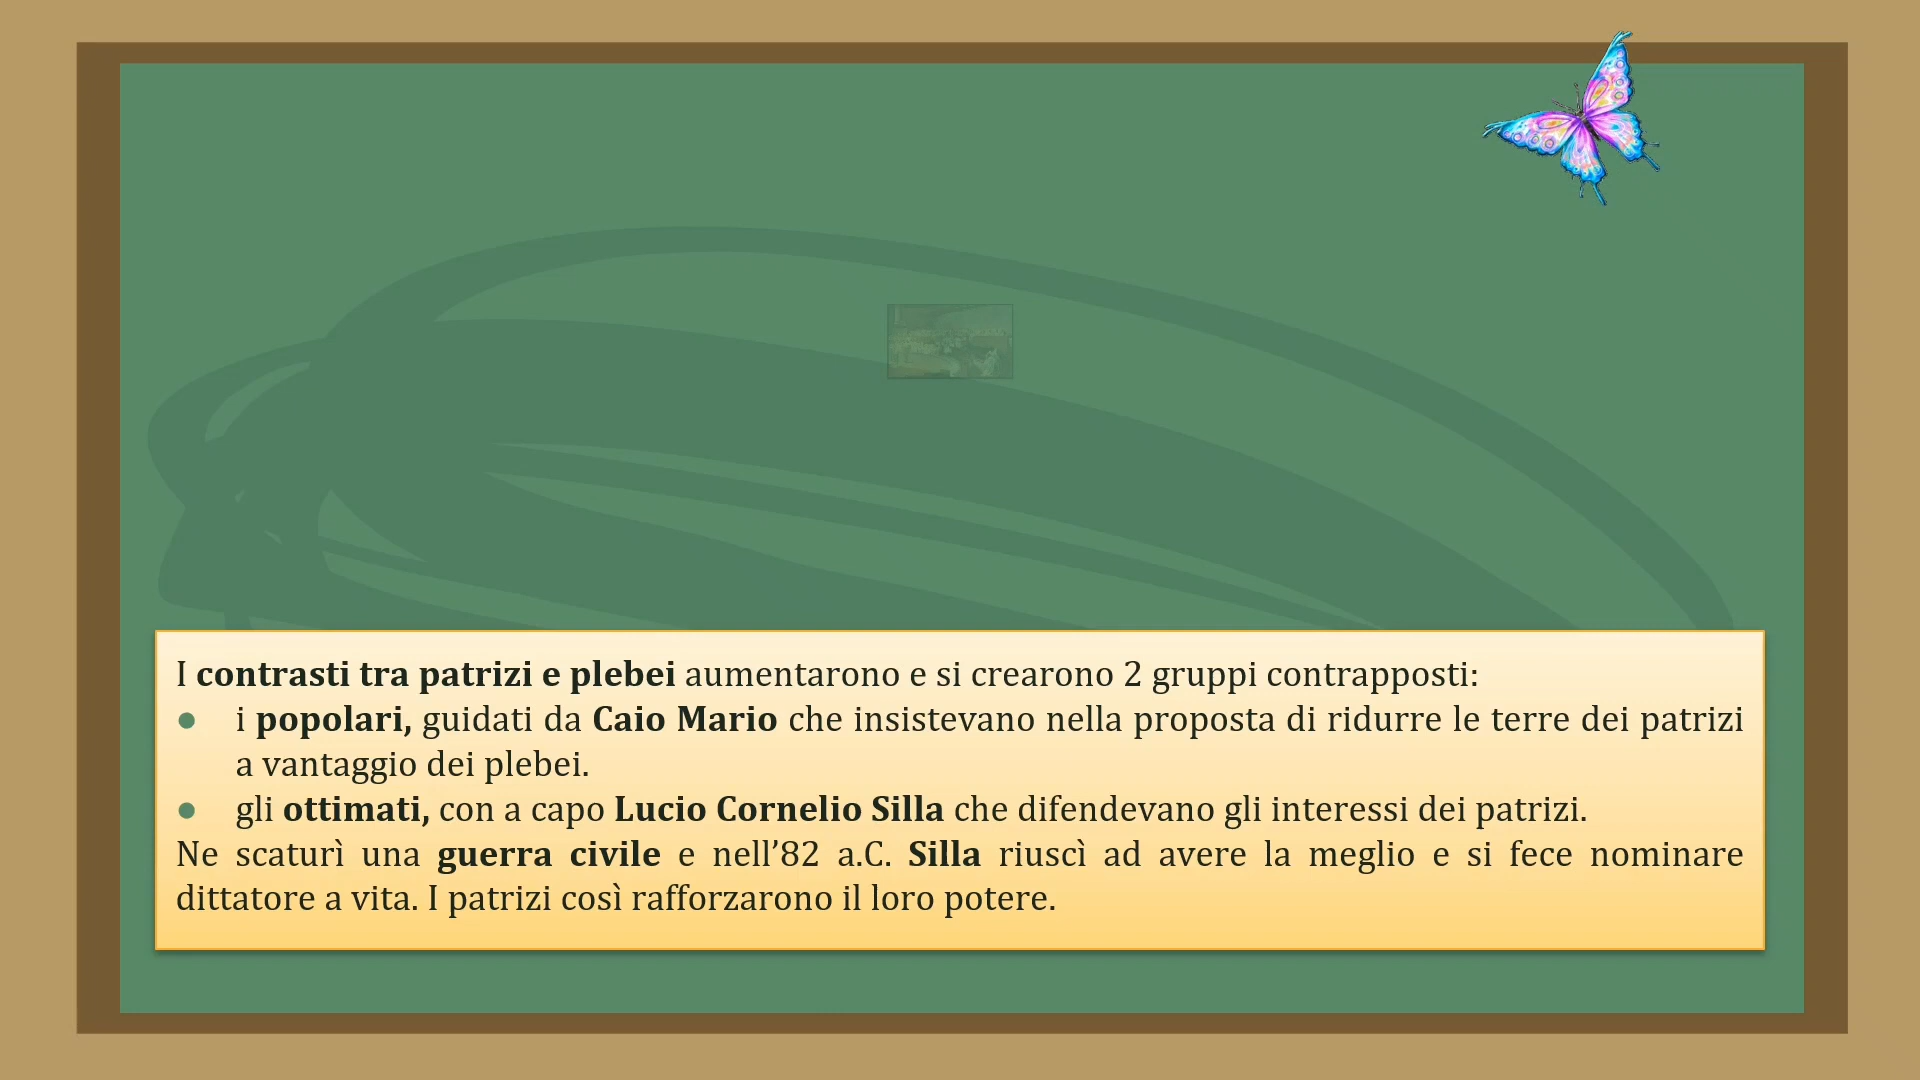 I contrasti tra patrizi e plebei aumentarono e si crearono 2 gruppi contrapposti:
● i popolari, guidati da Caio Mario che insistevano nella proposta di ridurre le terre dei patrizi
a vantaggio dei plebei.
● gli ottimati, con a capo Lucio Cornelio Silla che difendevano gli interessi dei patrizi.
Ne scaturì una guerra civile e nell’82 a.C. Silla riuscì ad avere la meglio e si fece nominare
dittatore a vita. I patrizi così rafforzarono il loro potere.